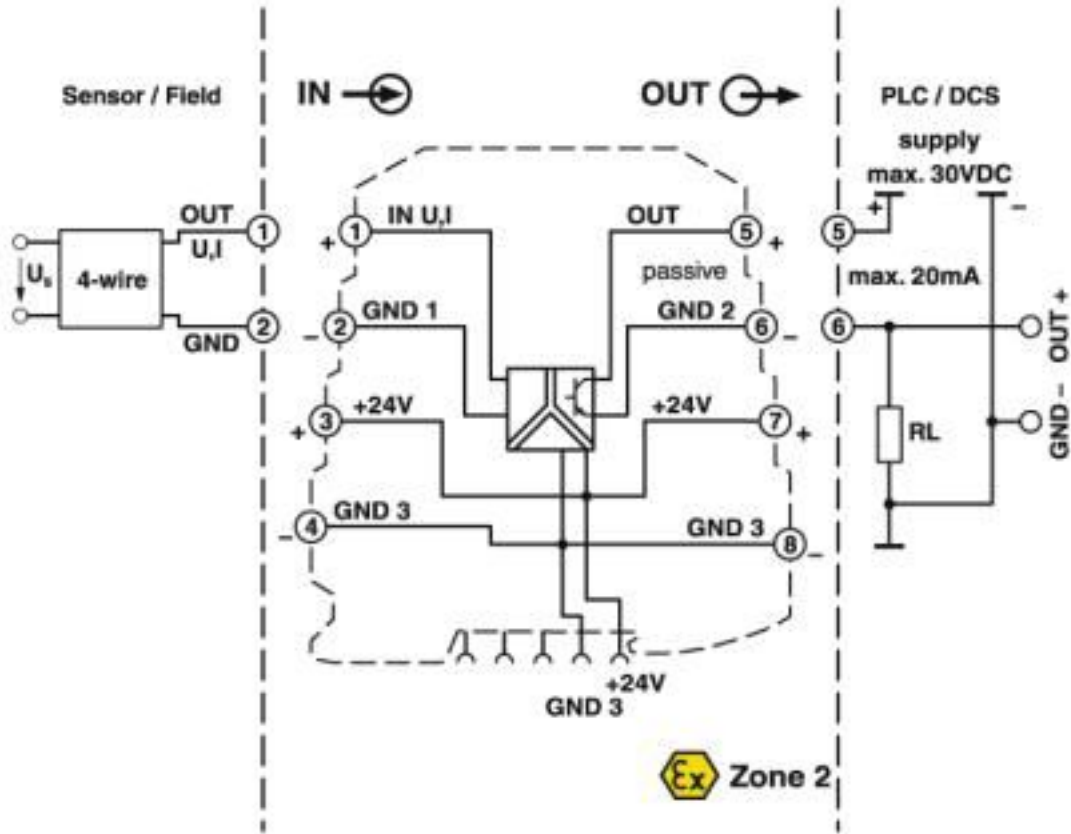 Sensor / Field
IN
OUT
PLC / DCS
supply
max. 30VDC
+
–
OUT
U,I
1
+
1
IN U,I
OUT
5
+
5
Us
4-wire
passive
max. 20mA
GND
2
–
2
GND 1
GND 2
6
–
6
OUT +
+
3
+24V
+24V
7
+
RL
GND –
–
4
GND 3
GND 3
8
–
+24V
GND 3
Ex Zone 2